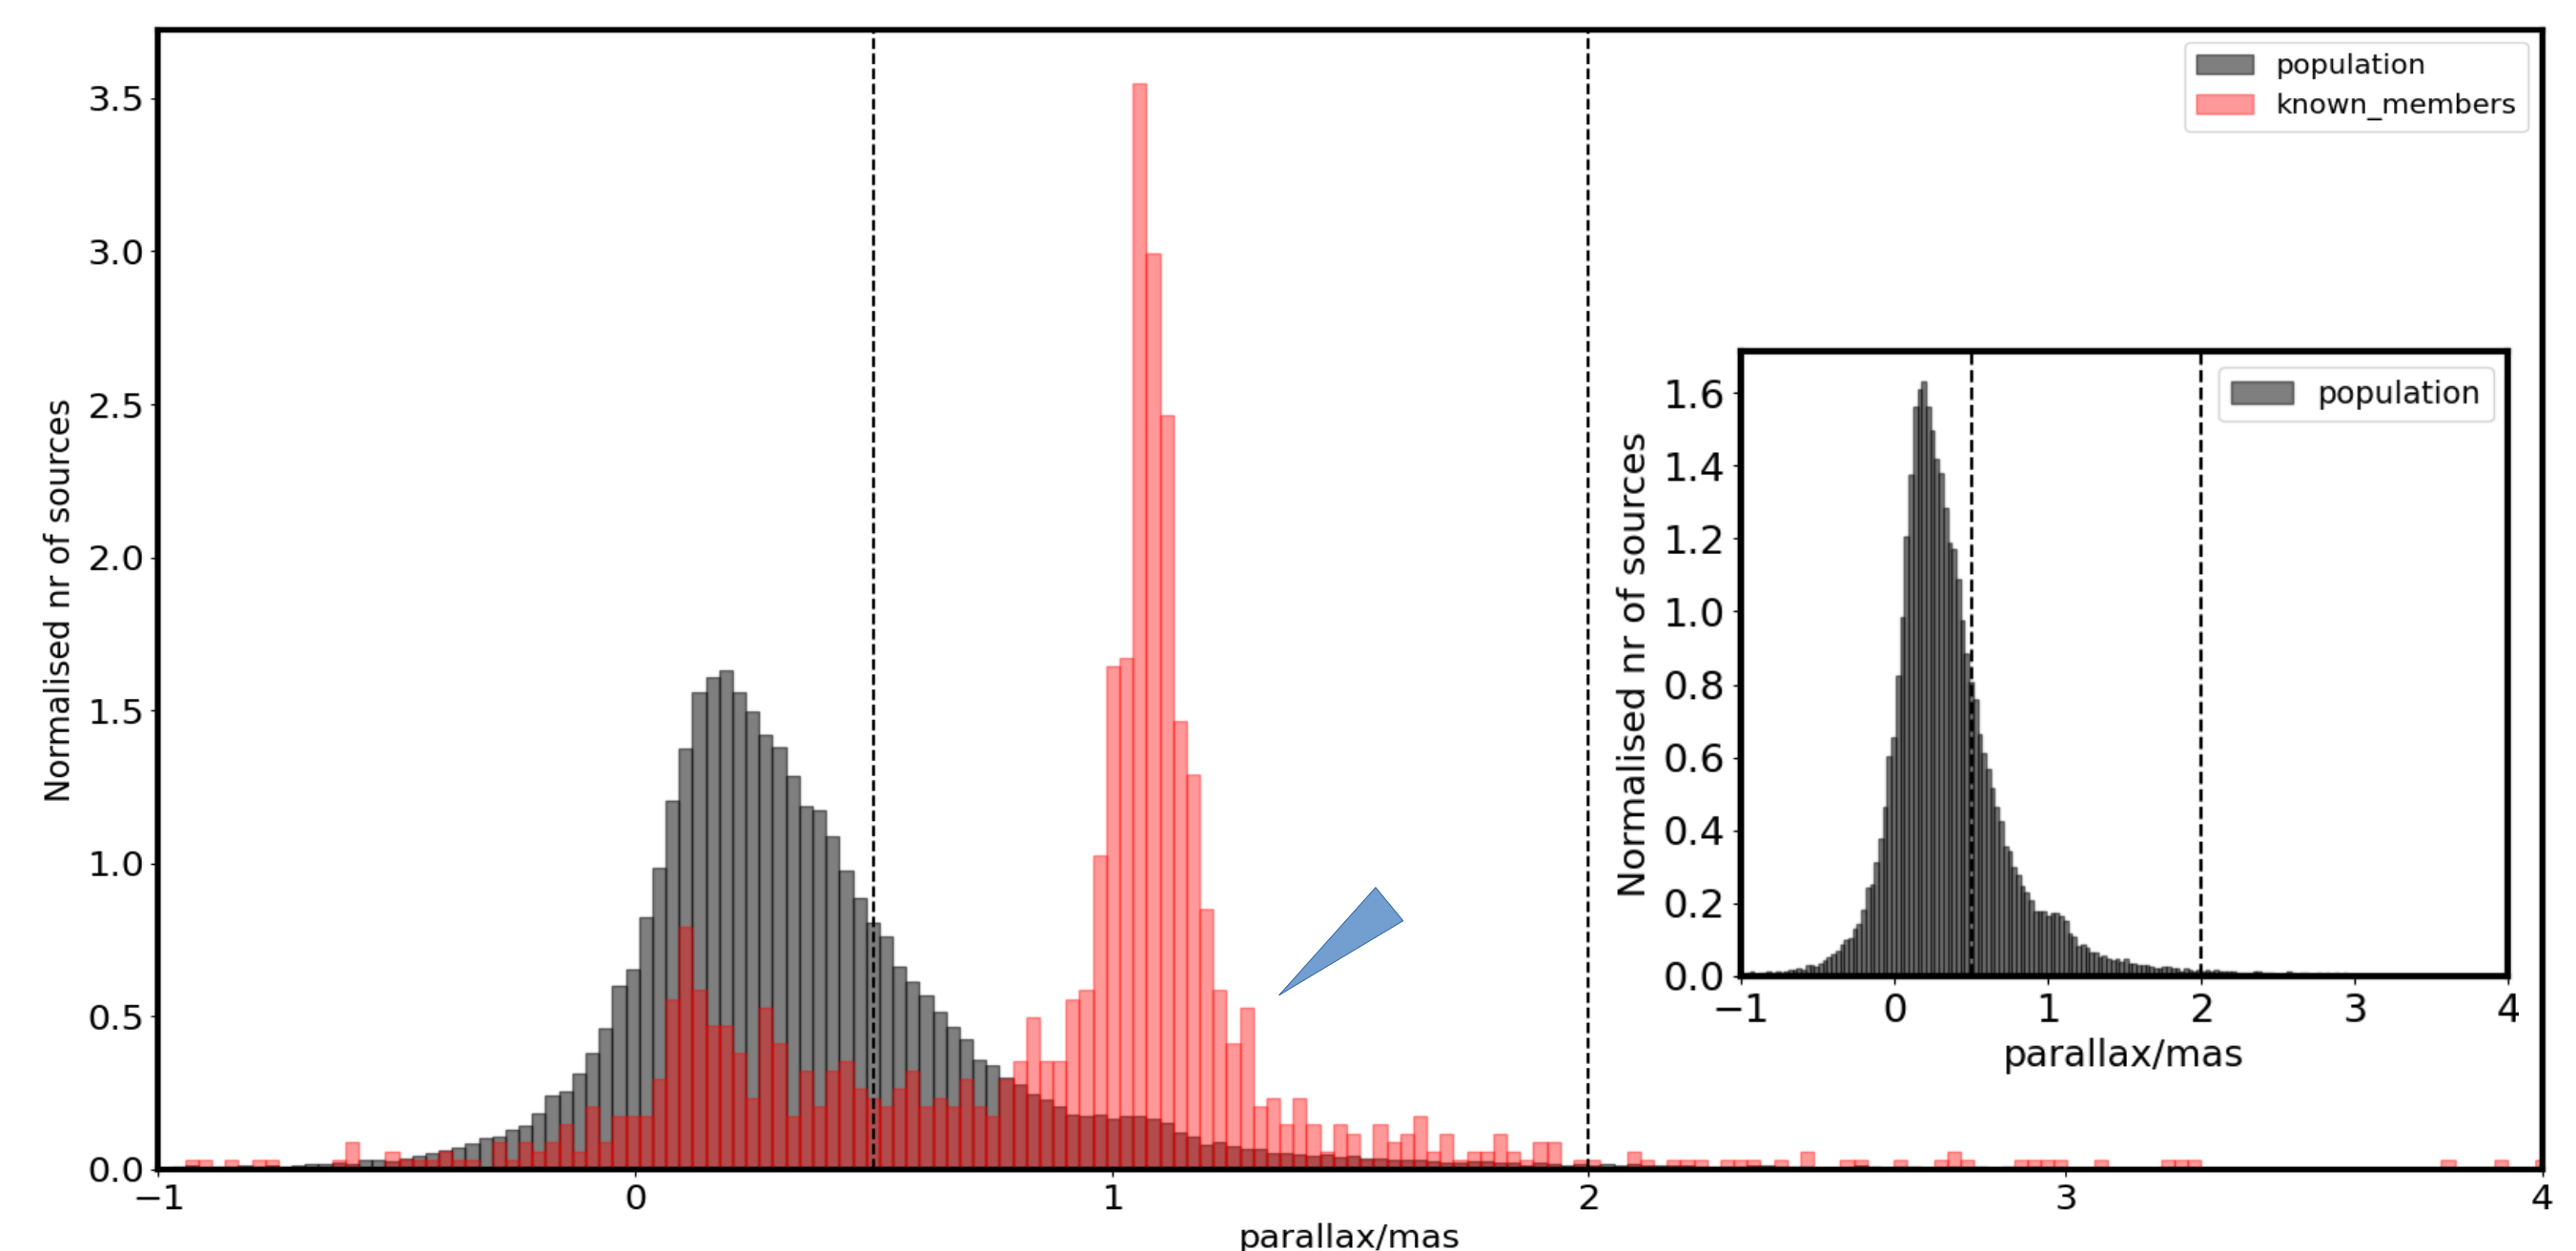 population
known_members
3.5
3.0
2.5
2.0
1.5
1.0
0.5
0.0
Normalised nr of sources
−1 0 1 2 3 4
parallax/mas
population
1.6
1.4
1.2
1.0
0.8
0.6
0.4
0.2
0.0
Normalised nr of sources
−1 0 1 2 3 4
parallax/mas